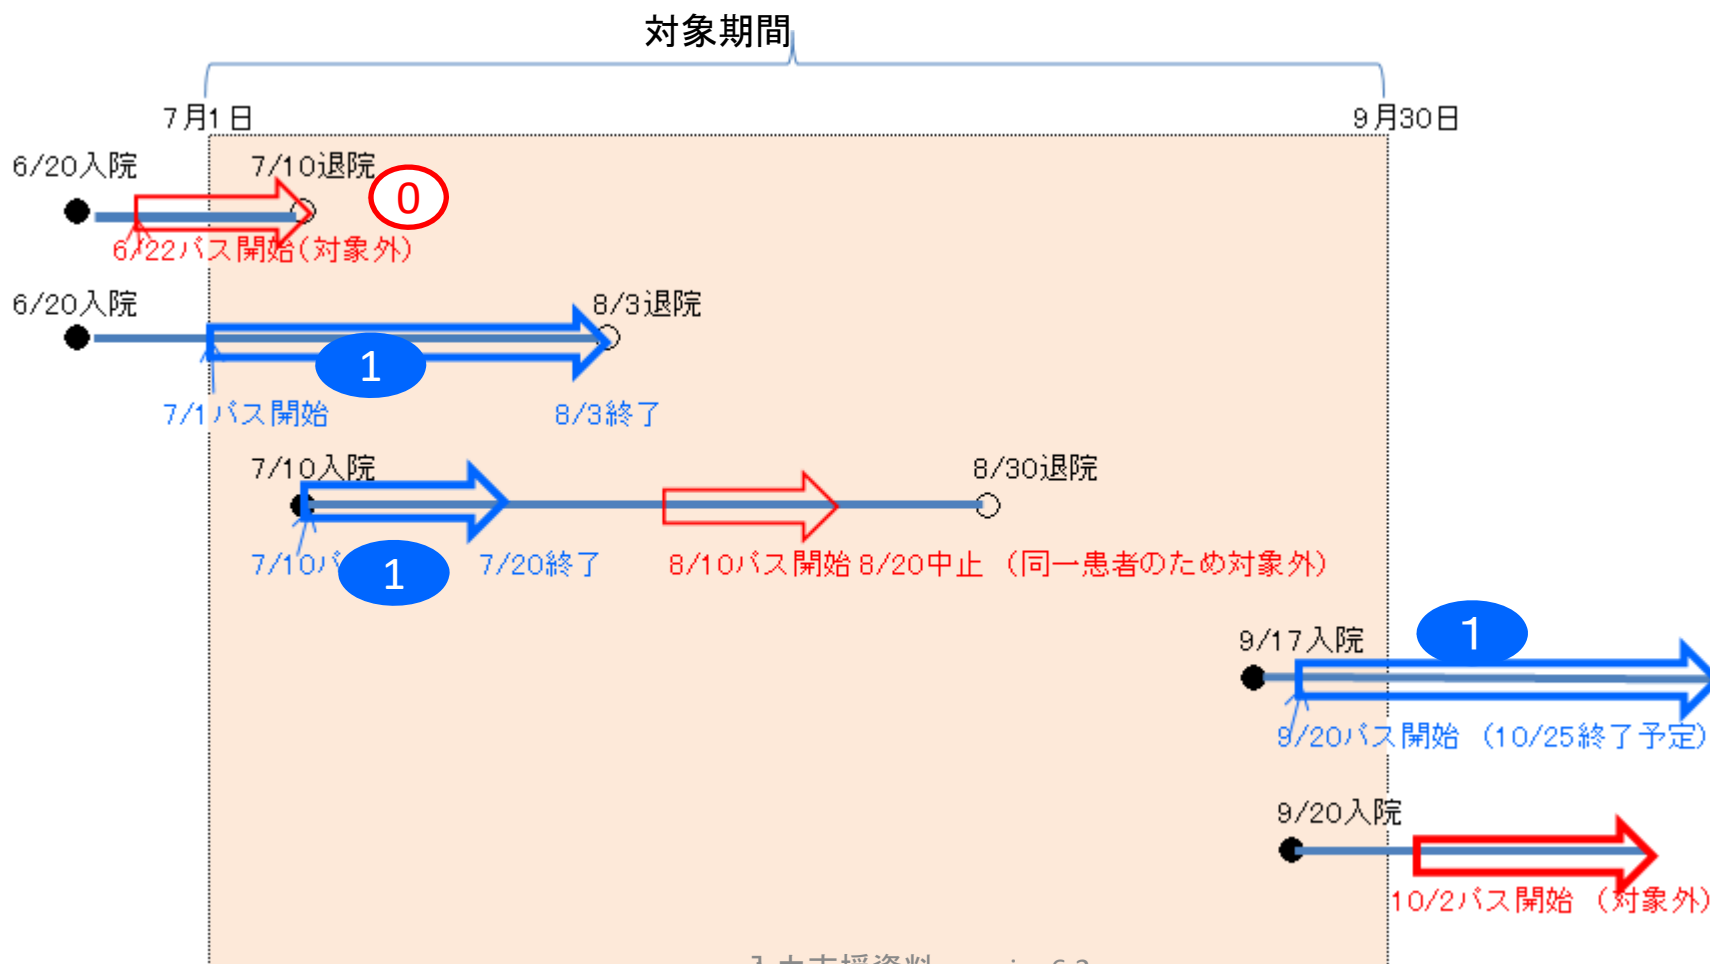 対象期間
7月1日
9月30日
6/20入院
7/10退院
0
6/22パス開始(対象外)
6/20入院
8/3退院
1
7/1パス開始
8/3終了
7/10入院
8/30退院
7/10パ
1
7/20終了
8/10パス開始 8/20中止 (同一患者のため対象外)
9/17入院
1
9/20パス開始 (10/25終了予定)
9/20入院
10/2パス開始 (対象外)